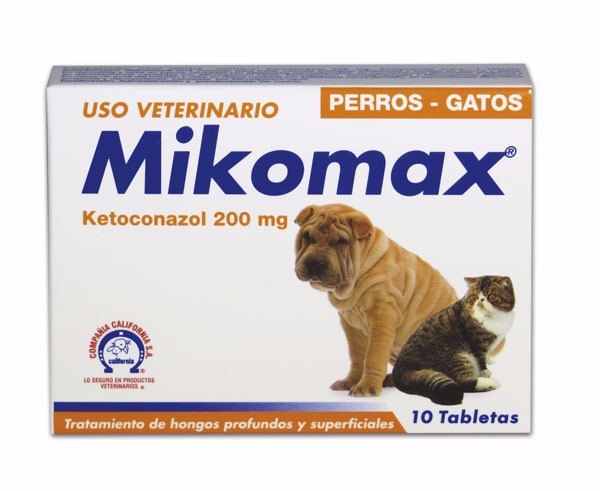 USO VETERINARIO
PERROS - GATOS
Mikomax®
Ketoconazol 200 mg
COMPAÑIA CALIFORNIA S.A.
california
LO SEGURO EN PRODUCTOS
VETERINARIOS ®
10 Tabletas
Tratamiento de hongos profundos y superficiales